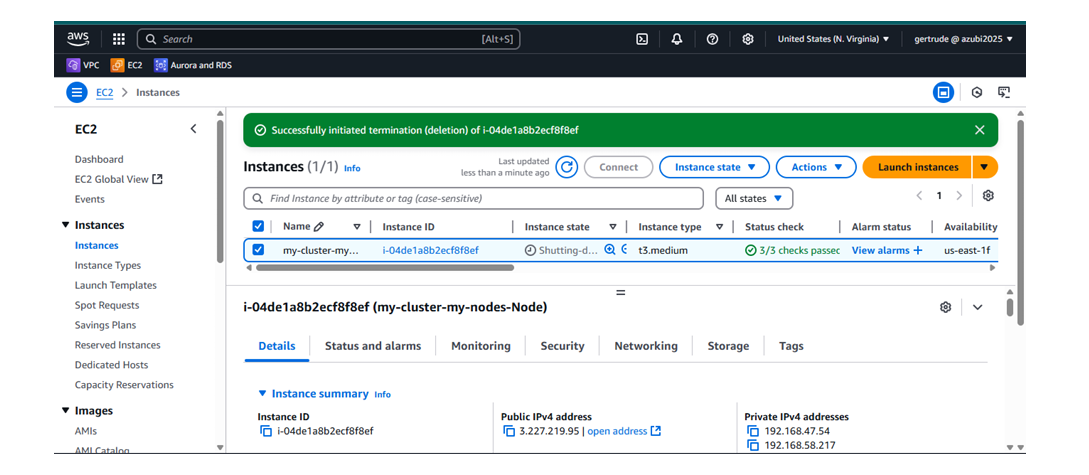 aws
Search [Alt+S] United States (N. Virginia) gertrude @ azubi2025
VPC EC2 Aurora and RDS
EC2 > Instances
EC2
Dashboard
EC2 Global View
Events
Instances
Instances
Instance Types
Launch Templates
Spot Requests
Savings Plans
Reserved Instances
Dedicated Hosts
Capacity Reservations
Images
AMIs
AMI Catalog
Successfully initiated termination (deletion) of i-04de1a8b2ecf8f8ef
Instances (1/1) Info
Last updated
less than a minute ago
Connect Instance state Actions Launch instances
Find Instance by attribute or tag (case-sensitive) All states 1
Name Instance ID Instance state Instance type Status check Alarm status Availability
my-cluster-my... i-04de1a8b2ecf8f8ef Shutting-d... t3.medium 3/3 checks passec View alarms + us-east-1f
i-04de1a8b2ecf8f8ef (my-cluster-my-nodes-Node)
Details Status and alarms Monitoring Security Networking Storage Tags
Instance summary Info
Instance ID
i-04de1a8b2ecf8f8ef
Public IPv4 address
3.227.219.95 | open address
Private IPv4 addresses
192.168.47.54
192.168.58.217